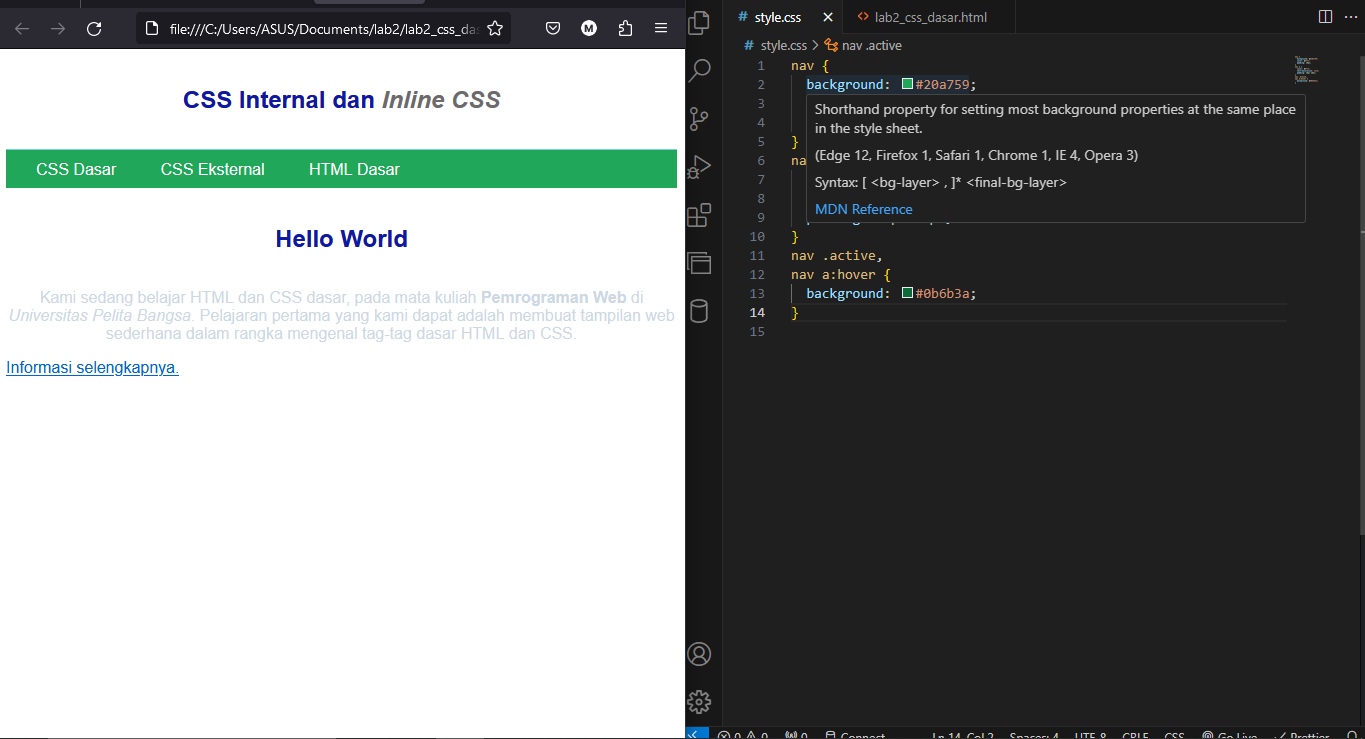 file:///C:/Users/ASUS/Documents/lab2/lab2_css_das
M
CSS Internal dan Inline CSS
CSS Dasar CSS Eksternal HTML Dasar
Hello World
Kami sedang belajar HTML dan CSS dasar, pada mata kuliah Pemrograman Web di
Universitas Pelita Bangsa. Pelajaran pertama yang kami dapat adalah membuat tampilan web
sederhana dalam rangka mengenal tag-tag dasar HTML dan CSS.
Informasi selengkapnya.
# style.css
<> lab2_css_dasar.html
# style.css > nav .active
1 nav {
2 background: #20a759;
3
4
5 }
6 na
7
8
9
10 }
11 nav .active,
12 nav a:hover {
13 background: #0b6b3a;
14 }
15
Shorthand property for setting most background properties at the same place
in the style sheet.
(Edge 12, Firefox 1, Safari 1, Chrome 1, IE 4, Opera 3)
Syntax: [ <bg-layer> , ]* <final-bg-layer>
MDN Reference
0 0 0 Connect Ln 14, Col 2 Spaces: 4 UTF-8 CRLF CSS Go Live Prettier